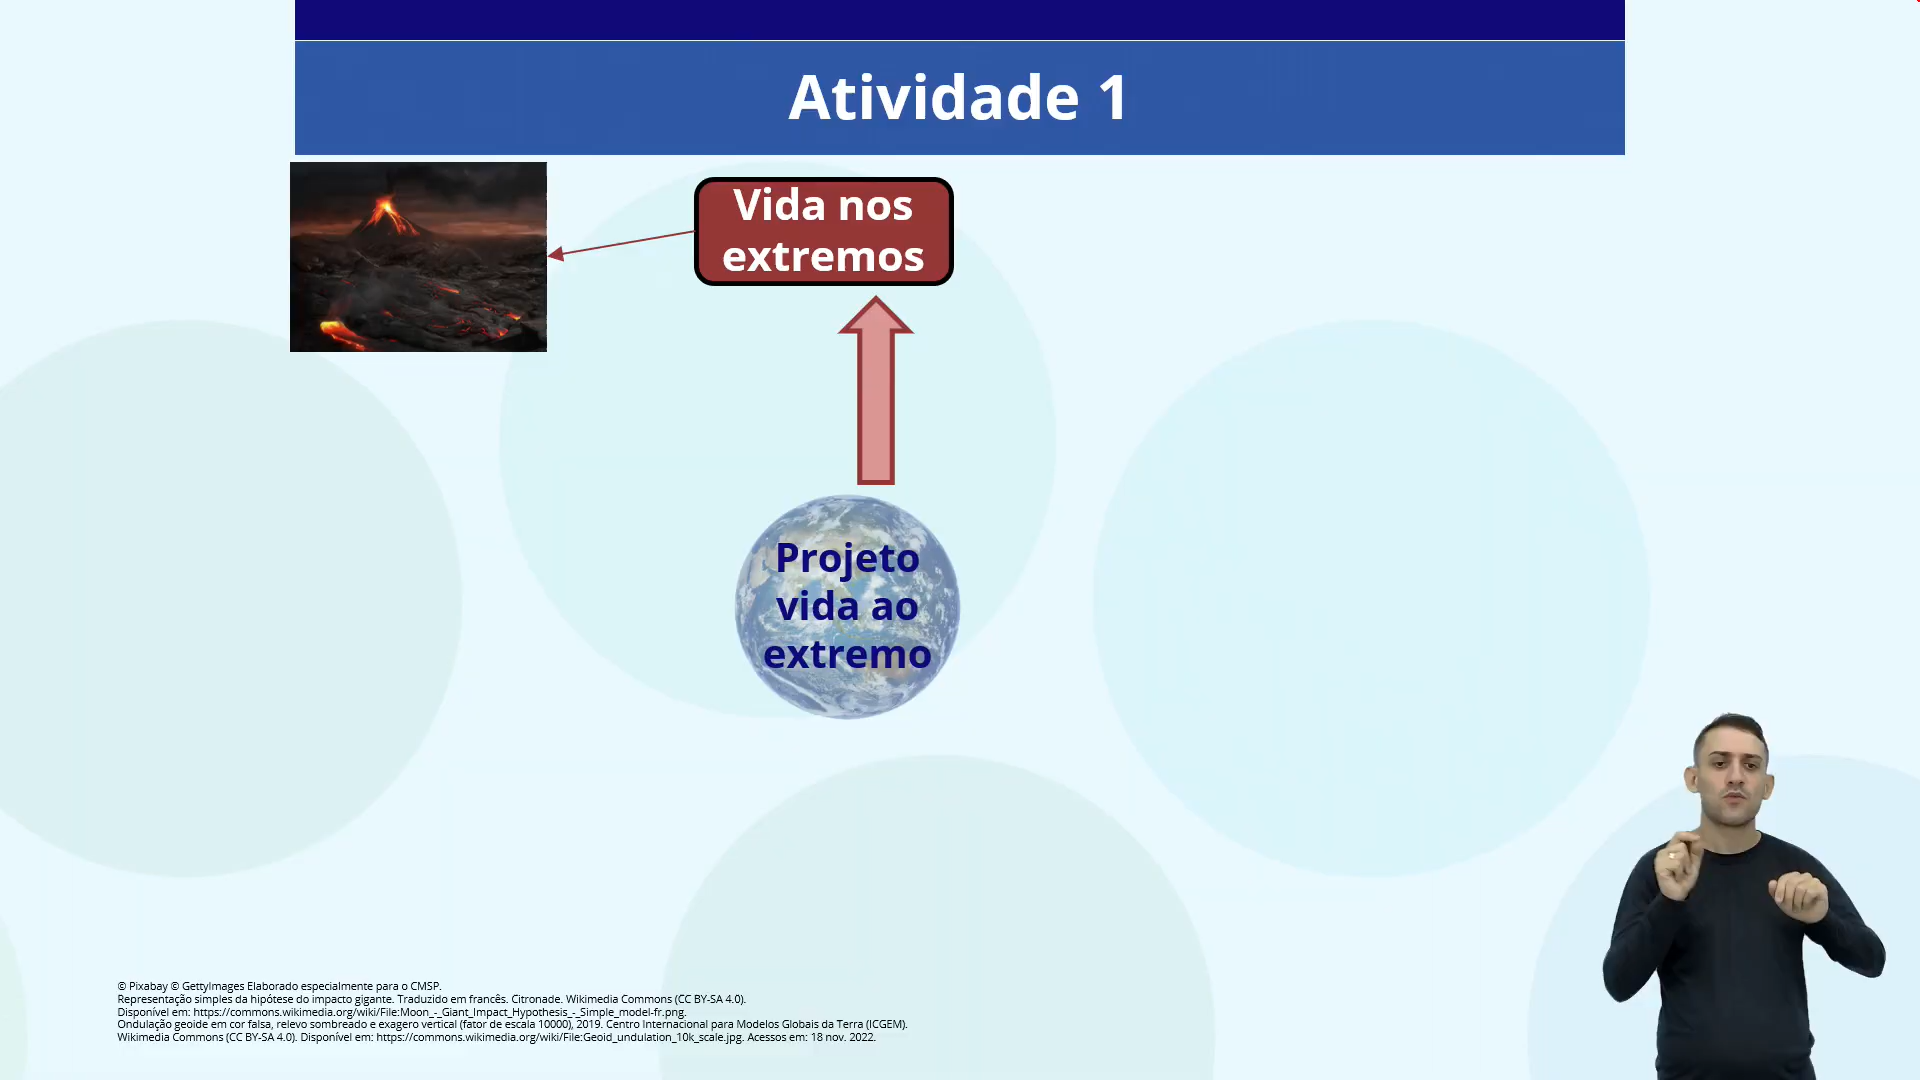 Atividade 1
Vida nos
extremos
Projeto
vida ao
extremo
© Pixabay © GettyImages Elaborado especialmente para o CMSP.
Representação simples da hipótese do impacto gigante. Traduzido em francês. Citronade. Wikimedia Commons (CC BY-SA 4.0).
Disponível em: https://commons.wikimedia.org/wiki/File:Moon_-_Giant_Impact_Hypothesis_-_Simple_model-fr.png.
Ondulação geoide em cor falsa, relevo sombreado e exagero vertical (fator de escala 10000), 2019. Centro Internacional para Modelos Globais da Terra (ICGEM).
Wikimedia Commons (CC BY-SA 4.0). Disponível em: https://commons.wikimedia.org/wiki/File:Geoid_undulation_10k_scale.jpg. Acessos em: 18 nov. 2022.